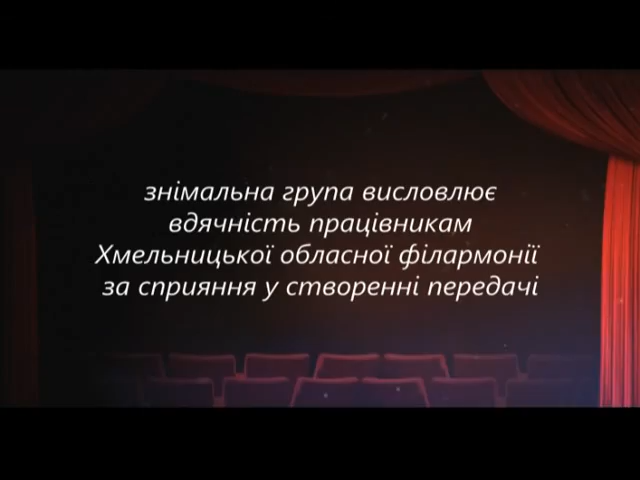 знімальна група висловлює
вдячність працівникам
Хмельницької обласної філармонії
за сприяння у створенні передачі